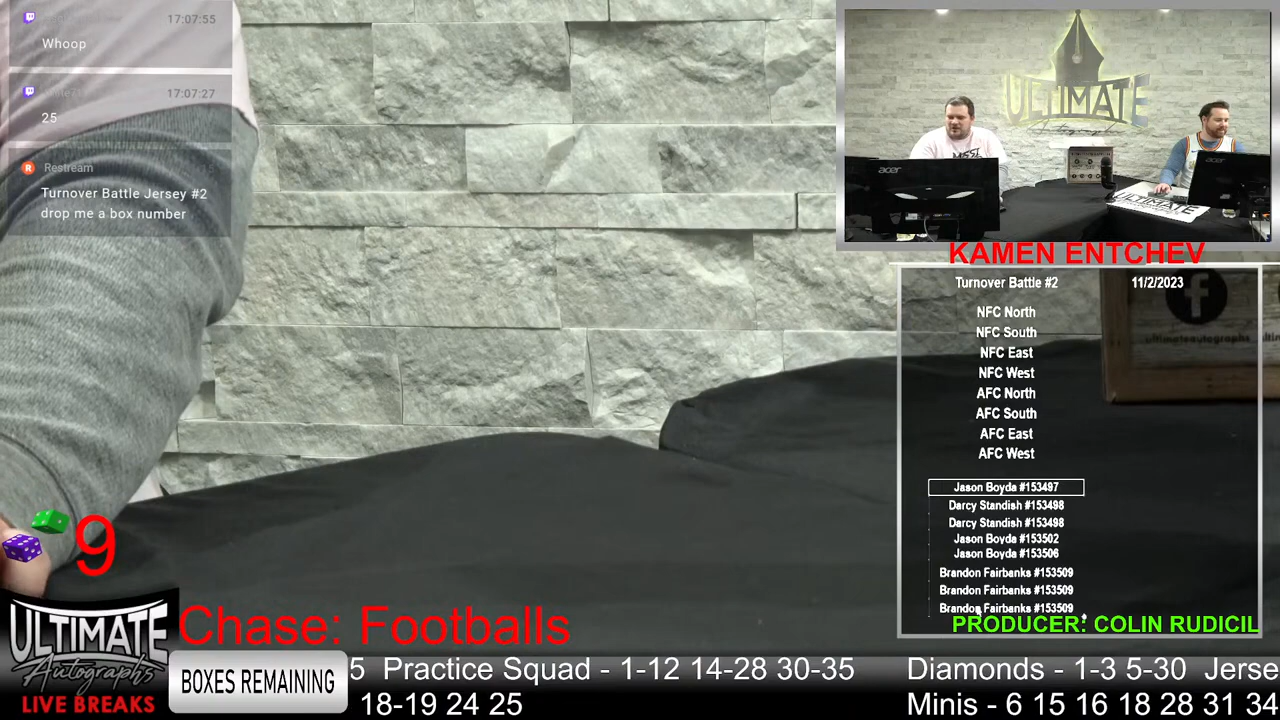 17:07:55
Whoop
17:07:27
25
Restream
Turnover Battle Jersey #2
drop me a box number
ULTIMATE
acer
acer
ULTIMATE
KAMEN ENTCHEV
Turnover Battle #2 11/2/2023
NFC North
NFC South
NFC East
NFC West
AFC North
AFC South
AFC East
AFC West
Jason Boyda #153497
Darcy Standish #153498
Darcy Standish #153498
Jason Boyda #153502
Jason Boyda #153506
Brandon Fairbanks #153509
Brandon Fairbanks #153509
Brandon Fairbanks #153509
PRODUCER: COLIN RUDICIL
ultimateautographs
9
Chase: Footballs
ULTIMATE
Autographs
LIVE BREAKS
BOXES REMAINING
5 Practice Squad - 1-12 14-28 30-35 Diamonds - 1-3 5-30 Jerse
18-19 24 25 Minis - 6 15 16 18 28 31 34